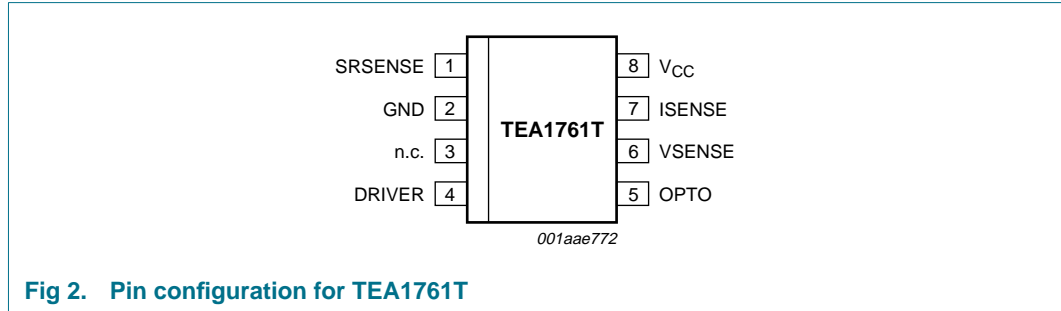 SRSENSE 1
GND 2
n.c. 3
DRIVER 4
TEA1761T
8 VCC
7 ISENSE
6 VSENSE
5 OPTO
001aae772
Fig 2. Pin configuration for TEA1761T